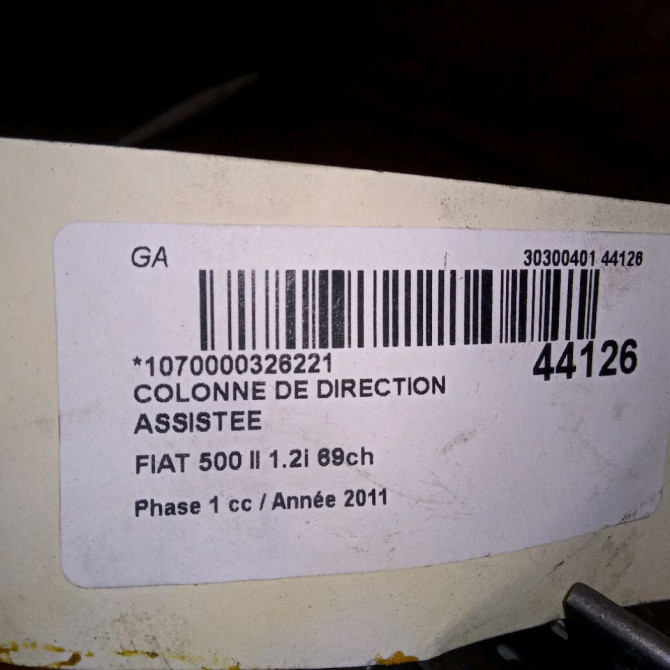 GA
30300401 44126
*1070000326221
44126
COLONNE DE DIRECTION
ASSISTEE
FIAT 500 II 1.2i 69ch
Phase 1 cc / Année 2011